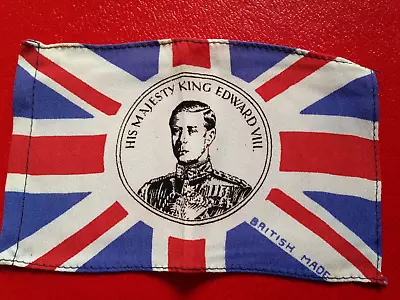 HIS MAJESTY KING EDWARD VIII.
BRITISH MADE